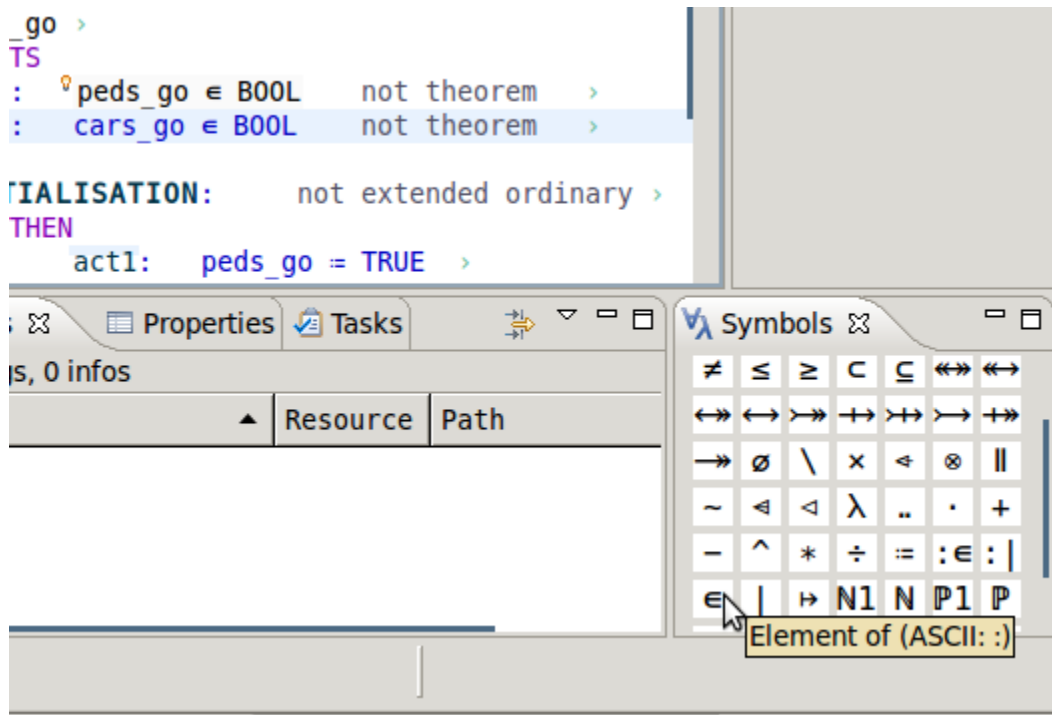 _go ›
TS
: peds_go ∈ BOOL not theorem ›
: cars_go ∈ BOOL not theorem ›
TIALISATION: not extended ordinary ›
THEN
act1: peds_go ≔ TRUE ›
s Properties Tasks
Symbols
gs, 0 infos
Resource Path
≠ ≤ ≥ ⊂ ⊆  
 ↔ ⤖ ⇸ ⤔ ↣ ⤀
↠ ∅ ∖ × ⩤ ⊗ ∥
∼ ⩤ ◁ λ ‥ · +
− ^ ∗ ÷ ≔ :∈ :∣
∈ ∣ ↦ ℕ1 ℕ ℙ1 ℙ
Element of (ASCII: :)